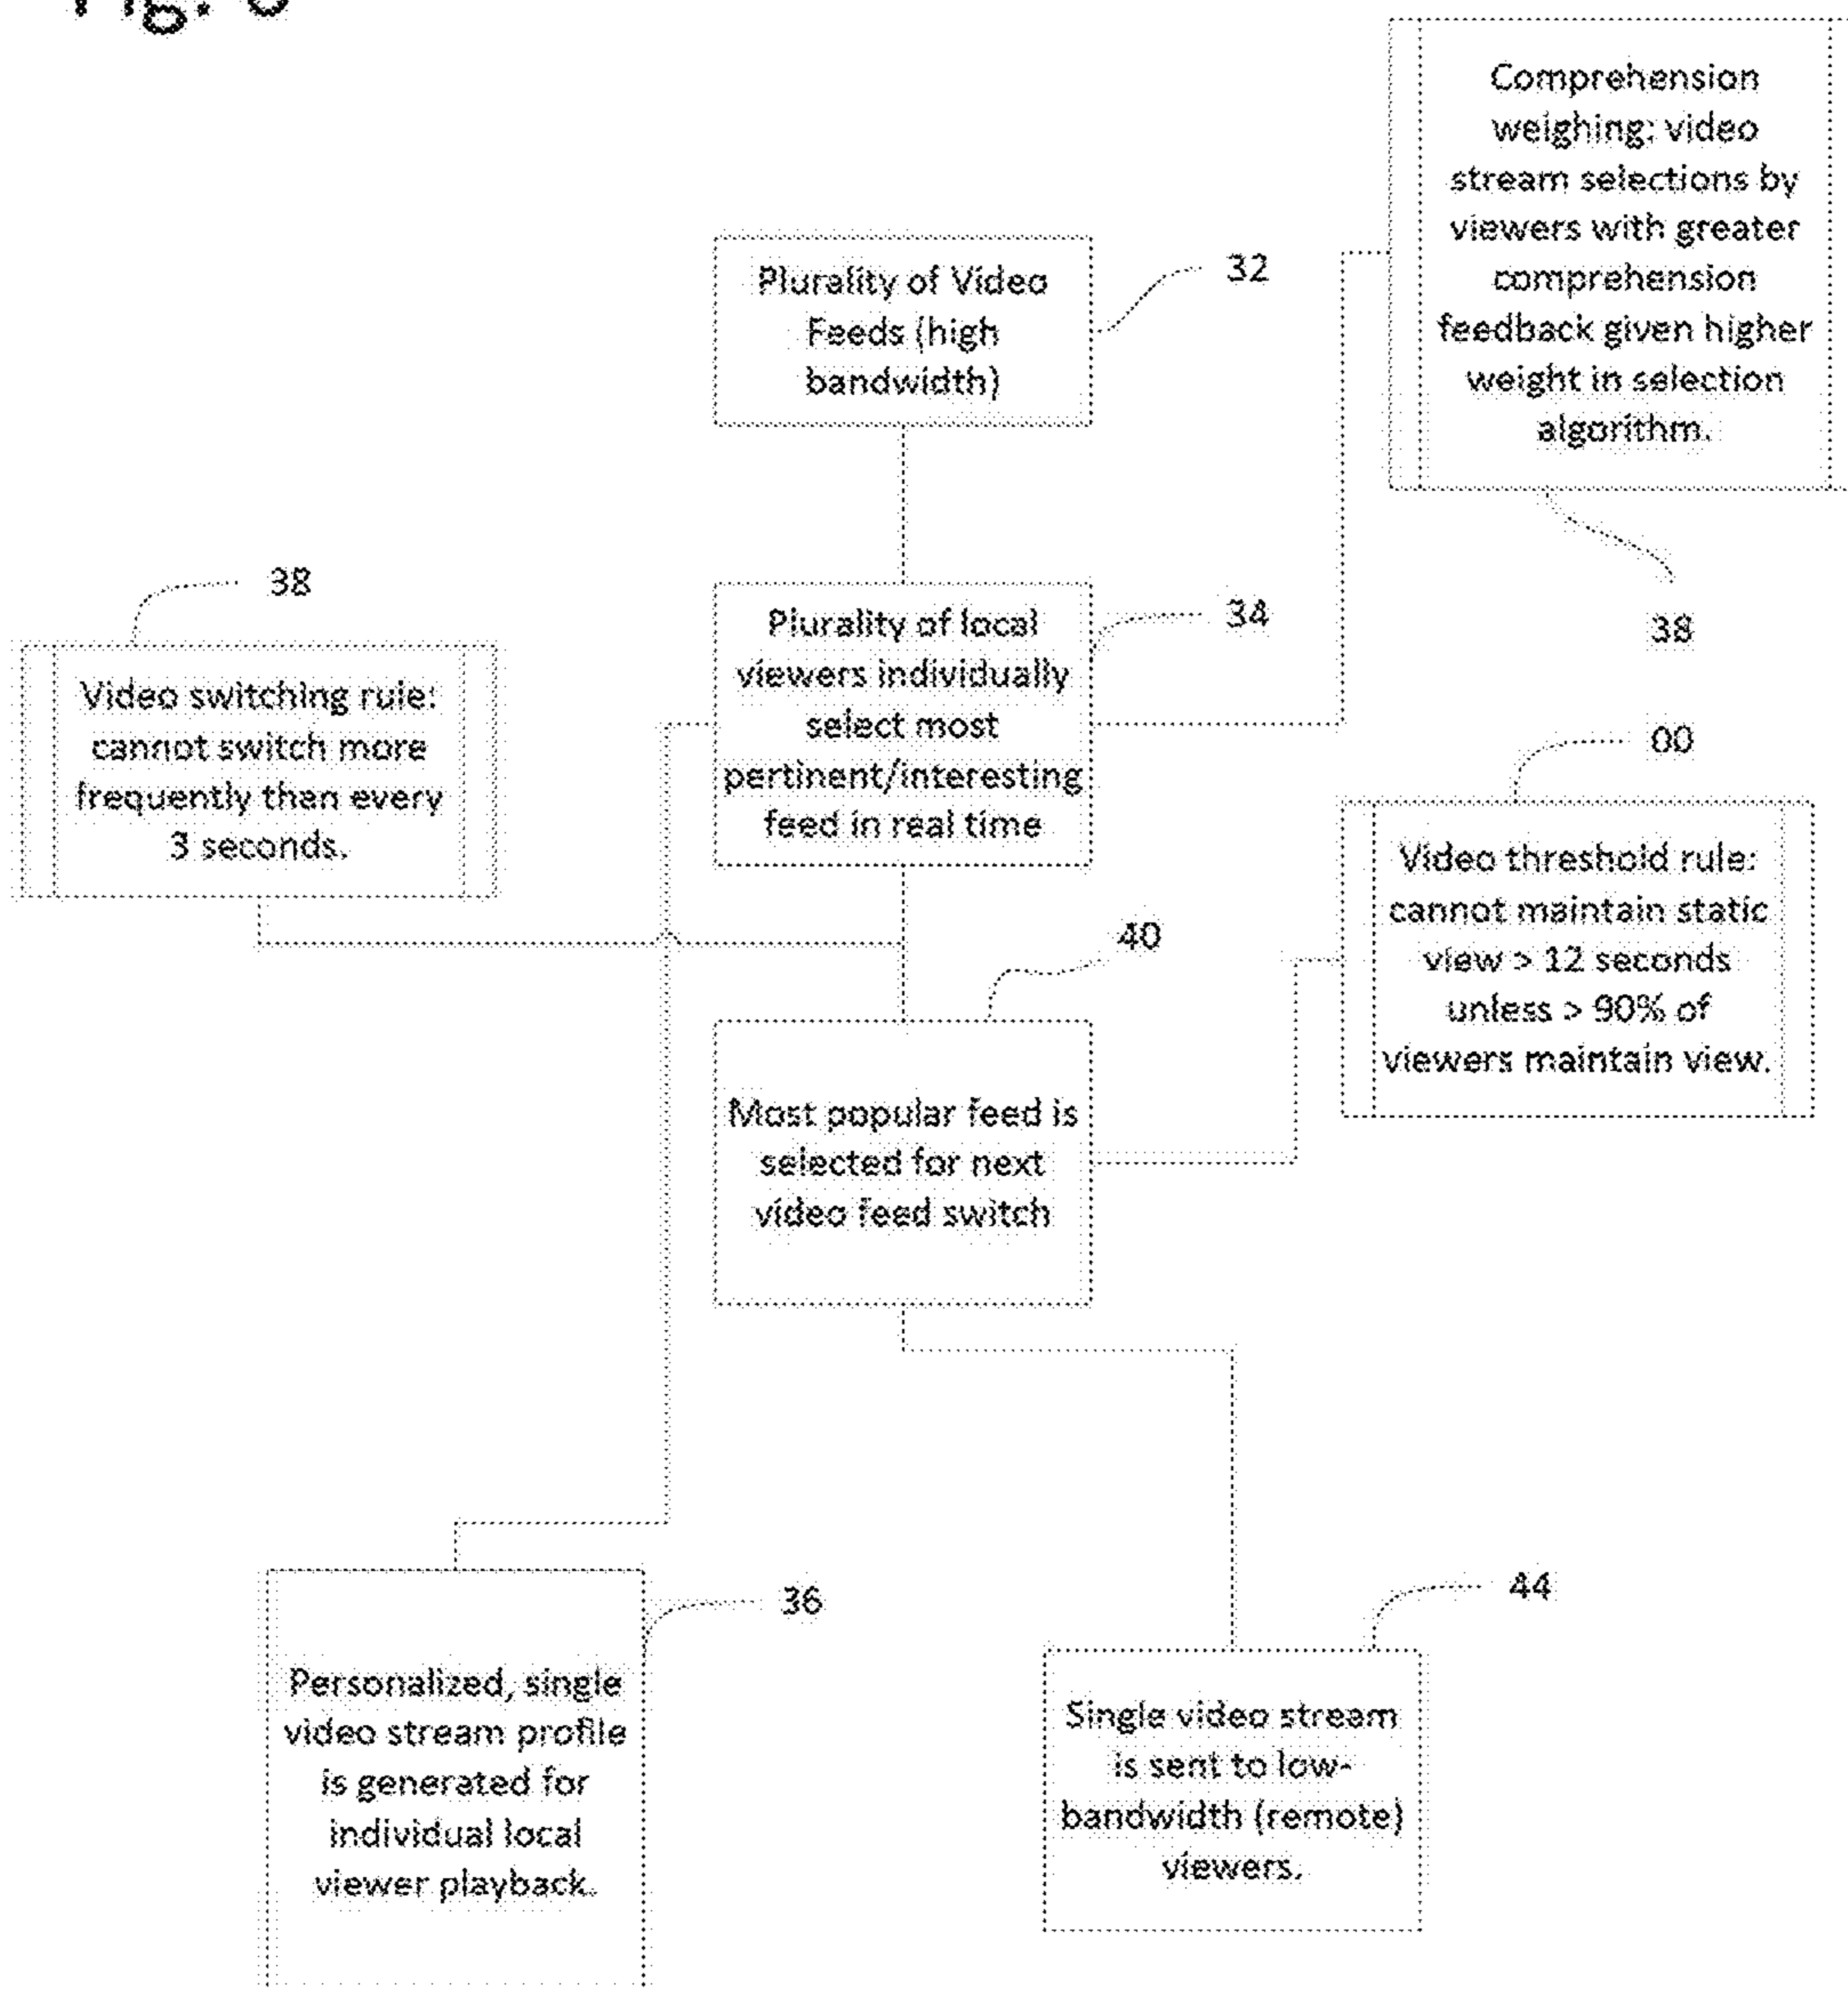 Comprehension
weighing: video
stream selections by
viewers with greater
comprehension
feedback given higher
weight in selection
algorithm.
38
Plurality of Video
Feeds (high
bandwidth)
32
Plurality of local
viewers individually
select most
pertinent/interesting
feed in real time
34
38
Video switching rule:
cannot switch more
frequently than every
3 seconds.
00
Video threshold rule:
cannot maintain static
view > 12 seconds
unless > 90% of
viewers maintain view.
40
Most popular feed is
selected for next
video feed switch
36
Personalized, single
video stream profile
is generated for
individual local
viewer playback.
44
Single video stream
is sent to low-
bandwidth (remote)
viewers.